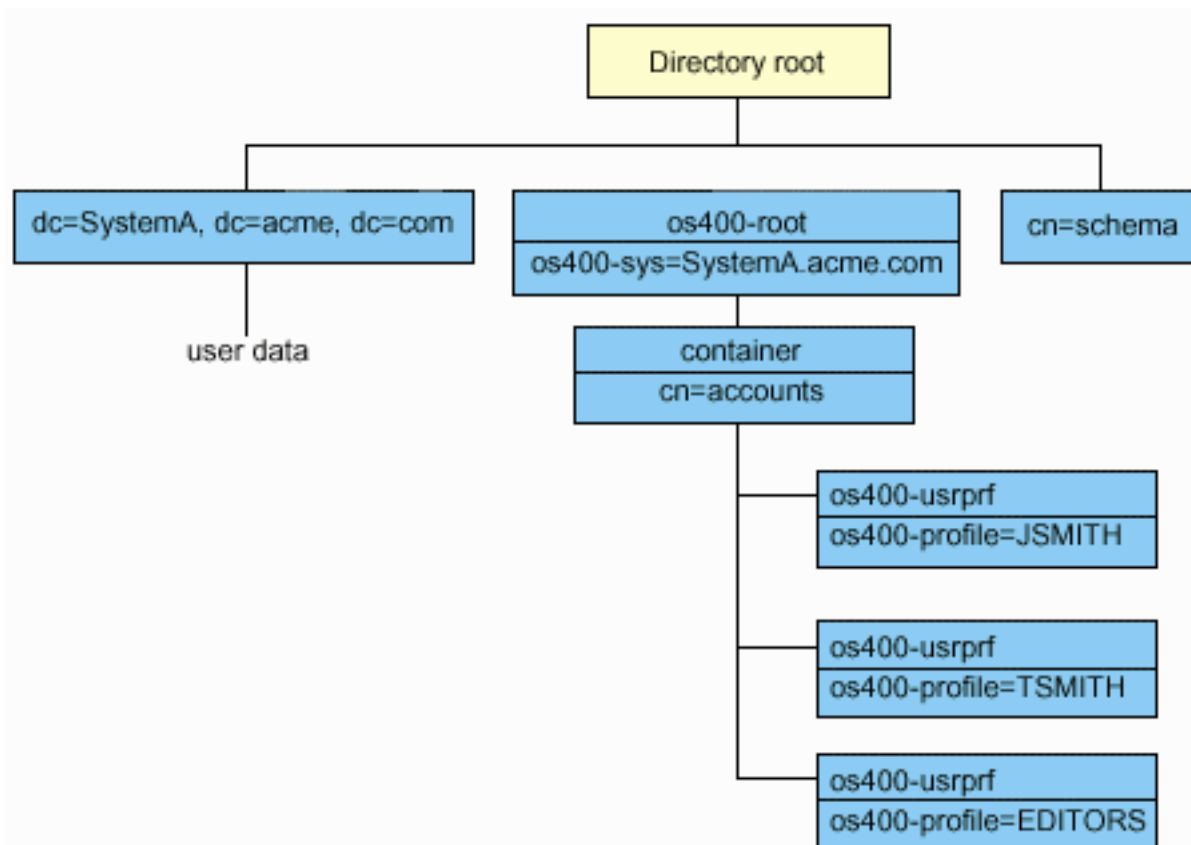 Directory root
dc=SystemA, dc=acme, dc=com
os400-root
os400-sys=SystemA.acme.com
cn=schema
user data
container
cn=accounts
os400-usrprf
os400-profile=JSMITH
os400-usrprf
os400-profile=TSMITH
os400-usrprf
os400-profile=EDITORS